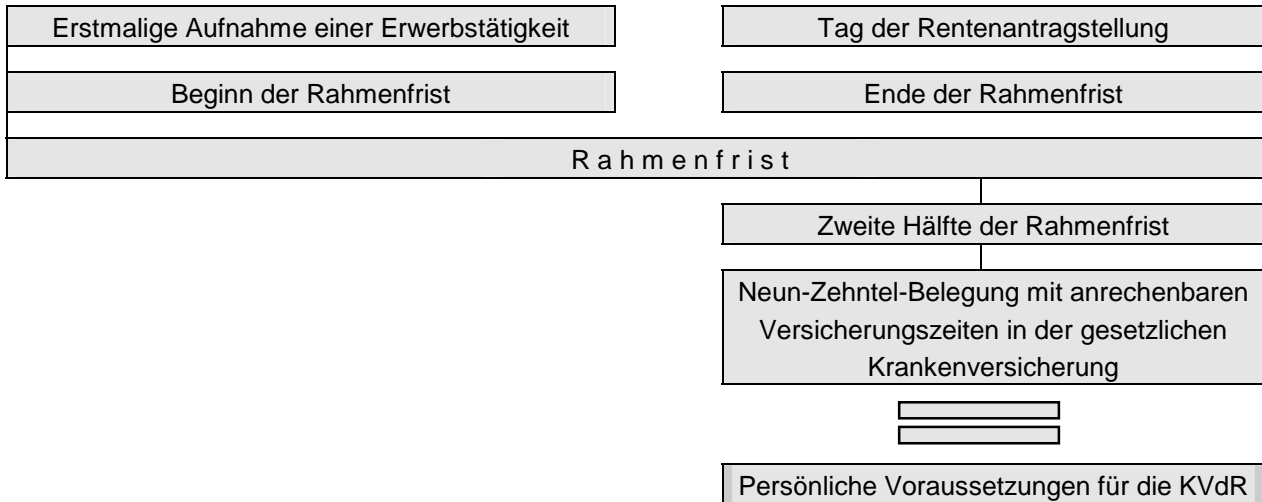 Erstmalige Aufnahme einer Erwerbstätigkeit
Tag der Rentenantragstellung
Beginn der Rahmenfrist
Ende der Rahmenfrist
R a h m e n f r i s t
Zweite Hälfte der Rahmenfrist
Neun-Zehntel-Belegung mit anrechenbaren
Versicherungszeiten in der gesetzlichen
Krankenversicherung
Persönliche Voraussetzungen für die KVdR